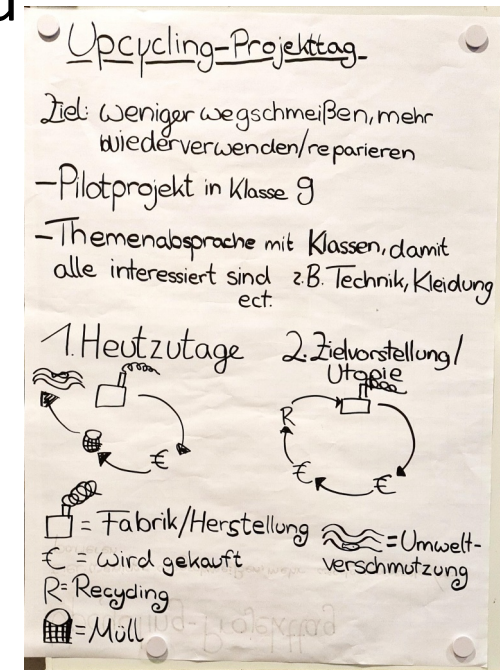 Upcycling-Projekttag
Ziel: weniger wegschmeißen, mehr
wiederverwenden/reparieren
-Pilotprojekt in Klasse 9
-Themenabsprache mit Klassen, damit
alle interessiert sind z.B. Technik, Kleidung
ect.
1. Heutzutage
€
2. Zielvorstellung/
Utopie
R
€ €
= Fabrik/Herstellung
€ = wird gekauft
R= Recycling
= Müll
= Umwelt-
verschmutzung